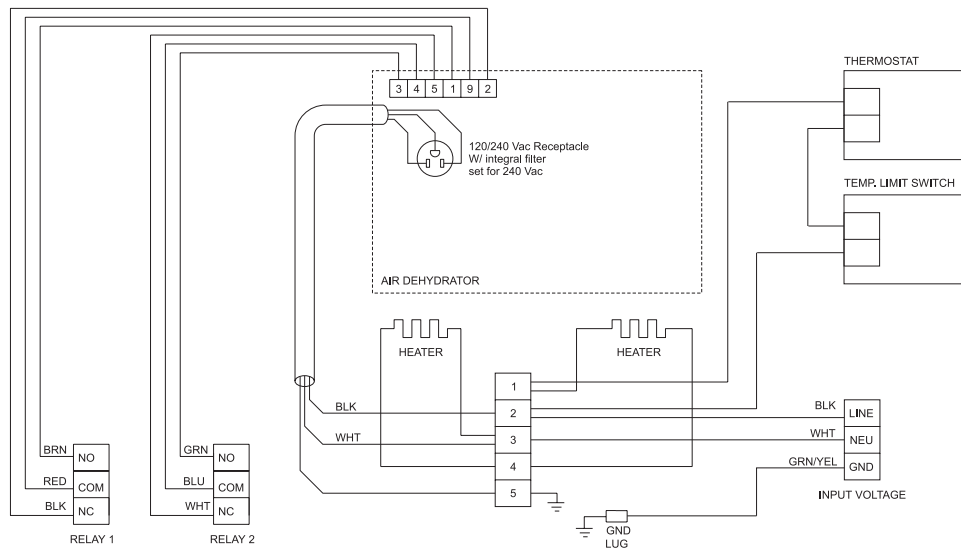 THERMOSTAT
3 4 5 1 9 2
120/240 Vac Receptacle
W/ integral filter
set for 240 Vac
TEMP. LIMIT SWITCH
AIR DEHYDRATOR
HEATER
HEATER
1
2
3
4
5
BLK
WHT
BLK
WHT
GRN/YEL
LINE
NEU
GND
INPUT VOLTAGE
GND
LUG
BRN NO
RED COM
BLK NC
RELAY 1
GRN NO
BLU COM
WHT NC
RELAY 2